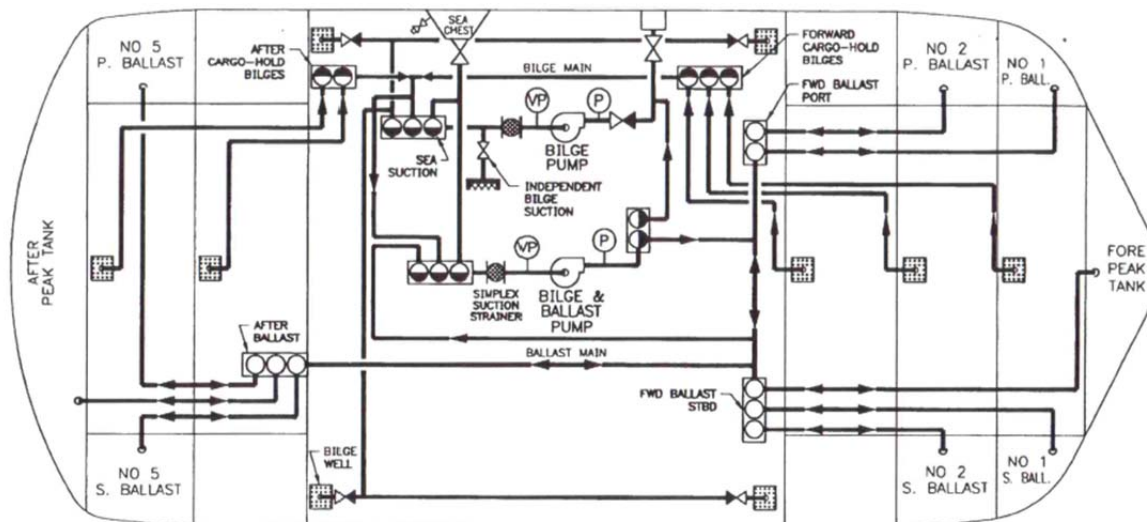 NO 5
P. BALLAST
AFTER
CARGO-HOLD
BILGES
SEA
CHEST
BILGE MAIN
FORWARD
CARGO-HOLD
BILGES
FWD BALLAST
PORT
NO 2
P. BALLAST
NO 1
P. BALL.
VP
P
BILGE
PUMP
SEA
SUCTION
INDEPENDENT
BILGE
SUCTION
AFTER
PEAK TANK
VP
P
SIMPLEX
SUCTION
STRAINER
BILGE &
BALLAST
PUMP
FORE
PEAK
TANK
AFTER
BALLAST
BALLAST MAIN
FWD BALLAST
STBD
BILGE
WELL
NO 5
S. BALLAST
NO 2
S. BALLAST
NO 1
S. BALL.